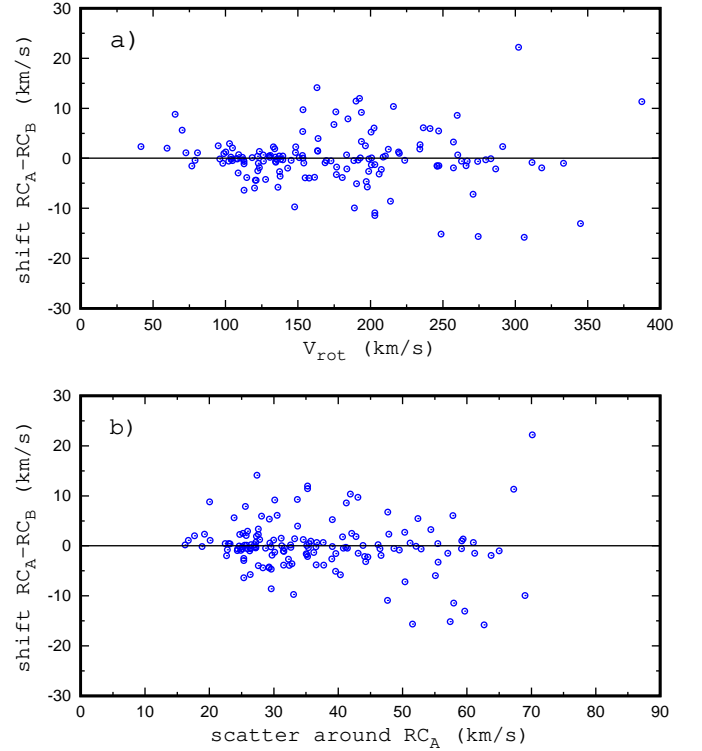 a)
shift RC_A−RC_B (km/s)
30
20
10
0
-10
-20
-30
0 50 100 150 200 250 300 350 400
V_rot (km/s)
b)
shift RC_A−RC_B (km/s)
30
20
10
0
-10
-20
-30
0 10 20 30 40 50 60 70 80 90
scatter around RC_A (km/s)